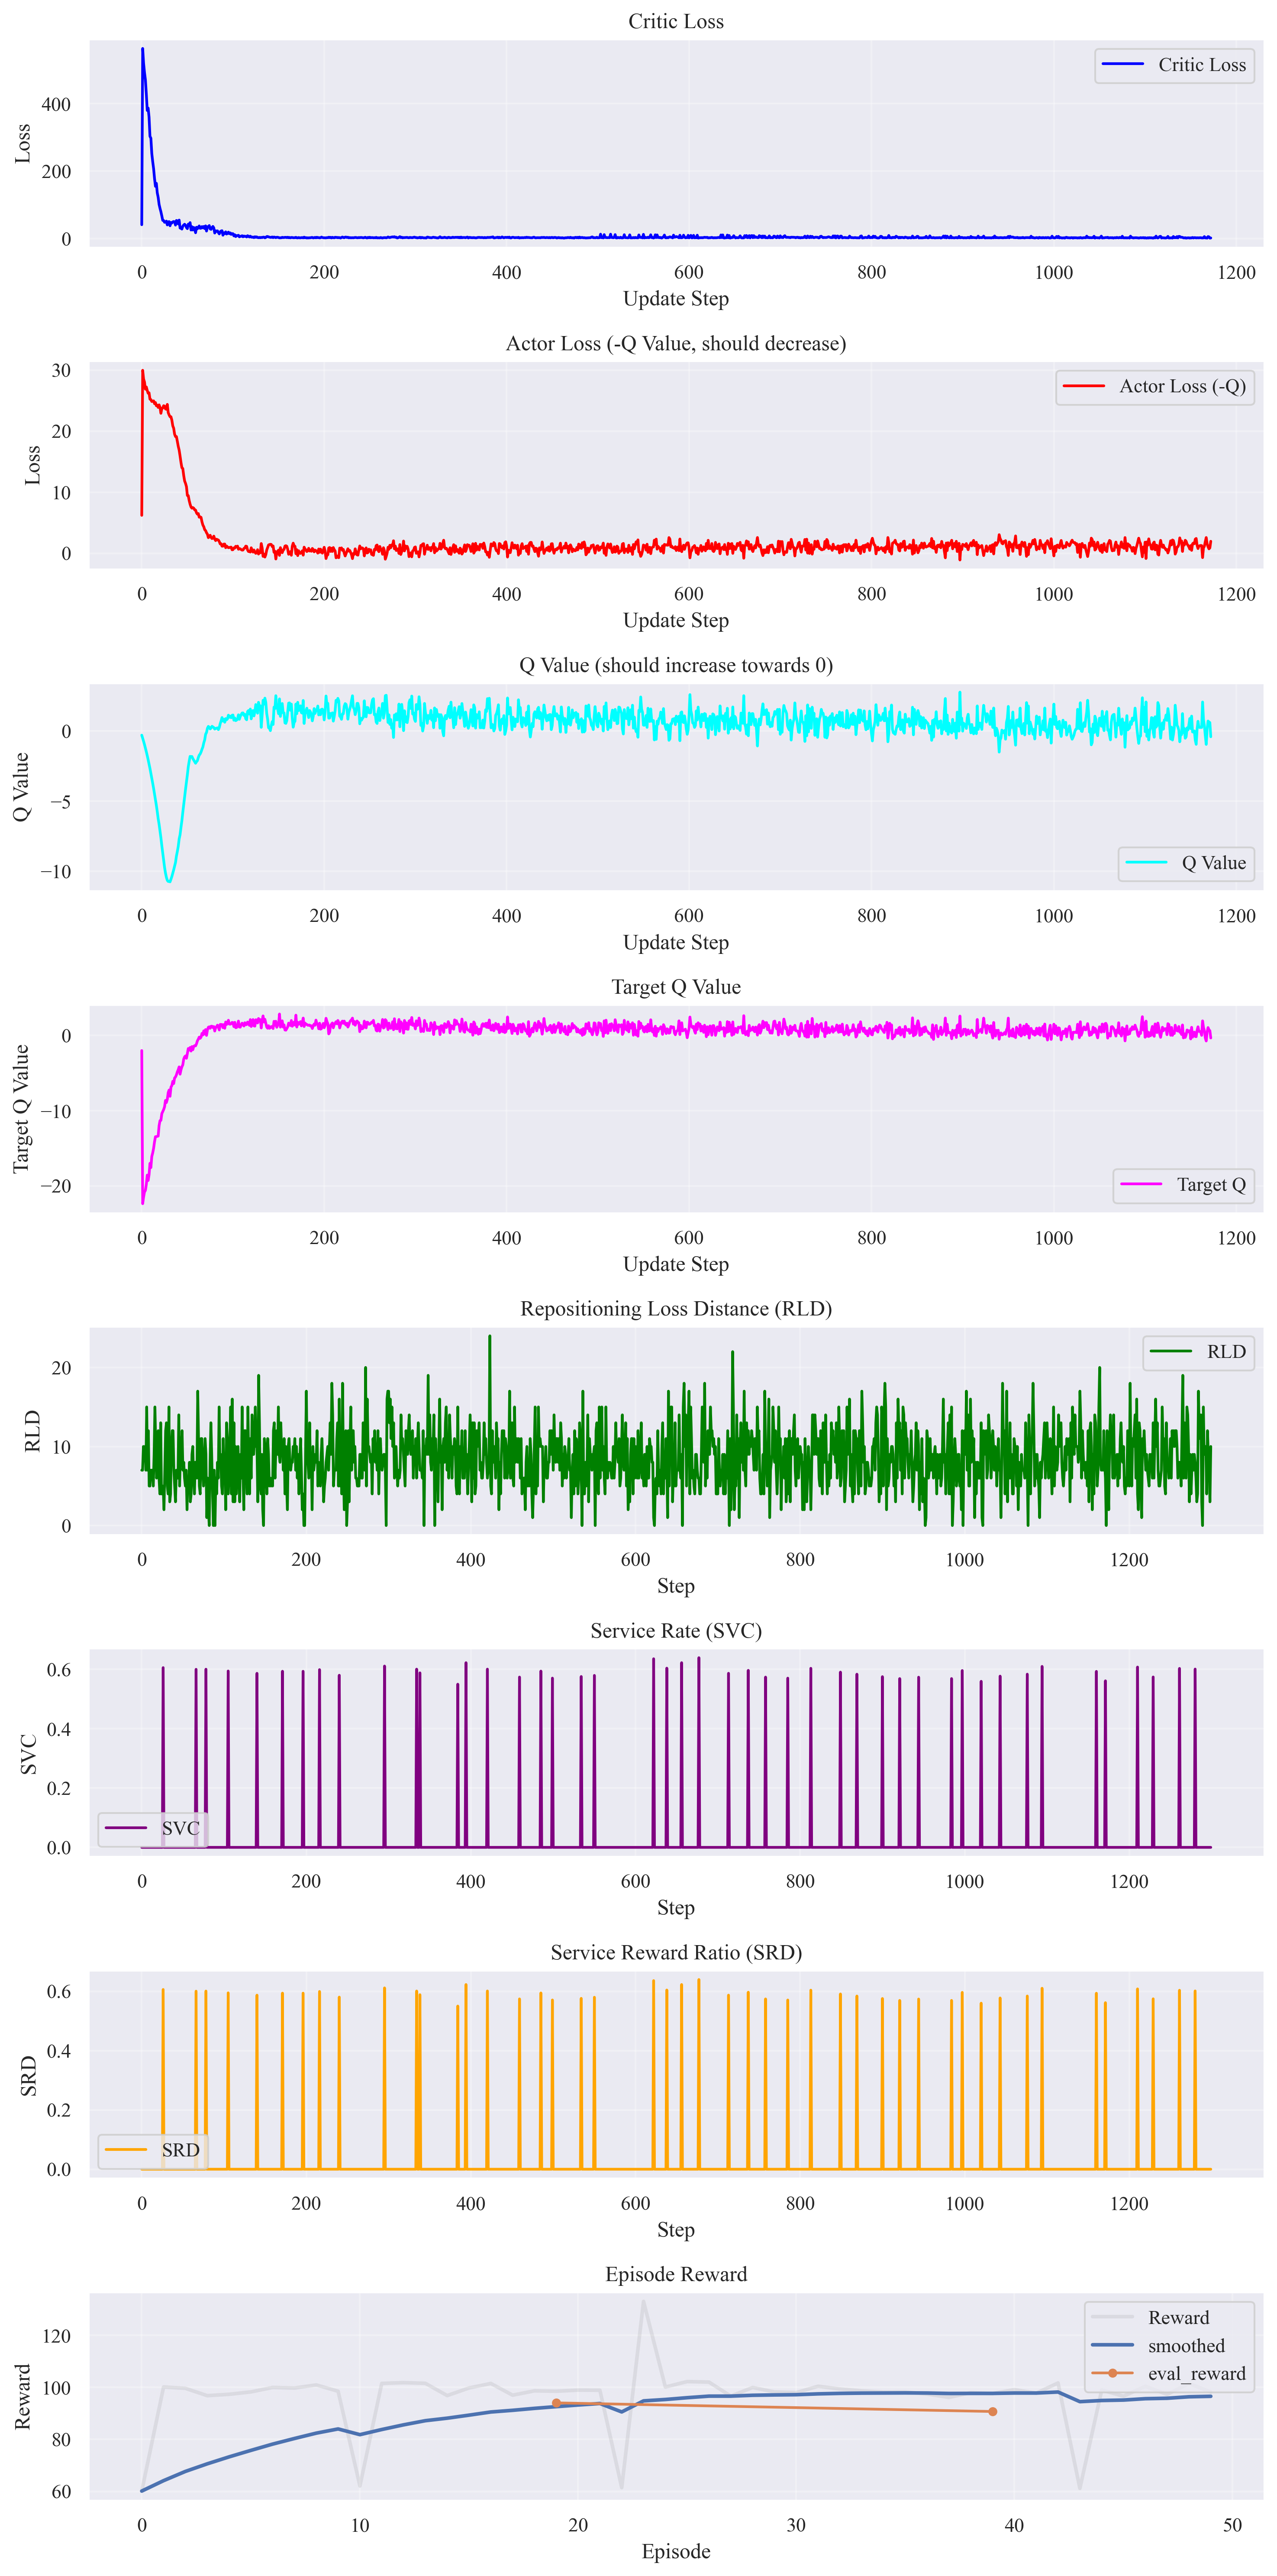 Critic Loss
Critic Loss
Loss
400
200
0
0 200 400 600 800 1000 1200
Update Step
Actor Loss (-Q Value, should decrease)
Actor Loss (-Q)
Loss
30
20
10
0
0 200 400 600 800 1000 1200
Update Step
Q Value (should increase towards 0)
Q Value
Q Value
0
−5
−10
0 200 400 600 800 1000 1200
Update Step
Target Q Value
Target Q
Target Q Value
0
−10
−20
0 200 400 600 800 1000 1200
Update Step
Repositioning Loss Distance (RLD)
RLD
RLD
20
10
0
0 200 400 600 800 1000 1200
Step
Service Rate (SVC)
SVC
SVC
0.6
0.4
0.2
0.0
0 200 400 600 800 1000 1200
Step
Service Reward Ratio (SRD)
SRD
SRD
0.6
0.4
0.2
0.0
0 200 400 600 800 1000 1200
Step
Episode Reward
Reward
smoothed
eval_reward
Reward
120
100
80
60
0 10 20 30 40 50
Episode